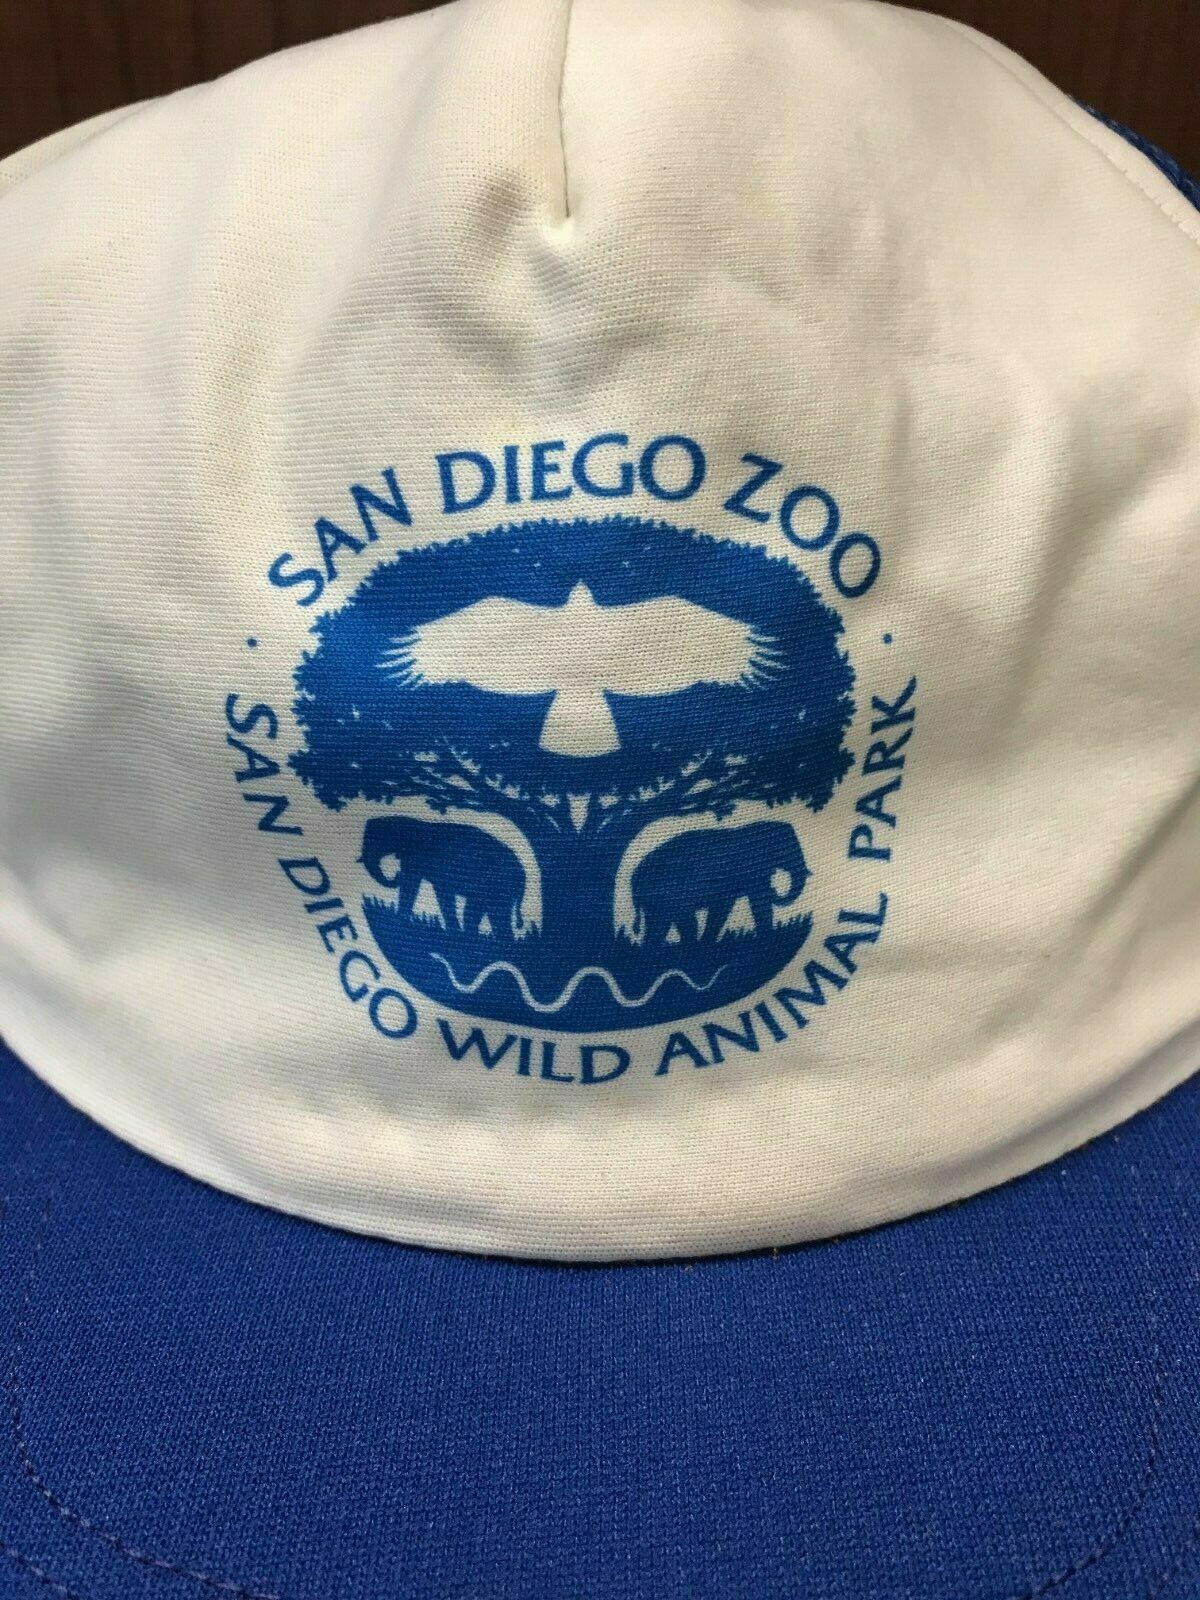 SAN DIEGO ZOO
· SAN DIEGO WILD ANIMAL PARK ·